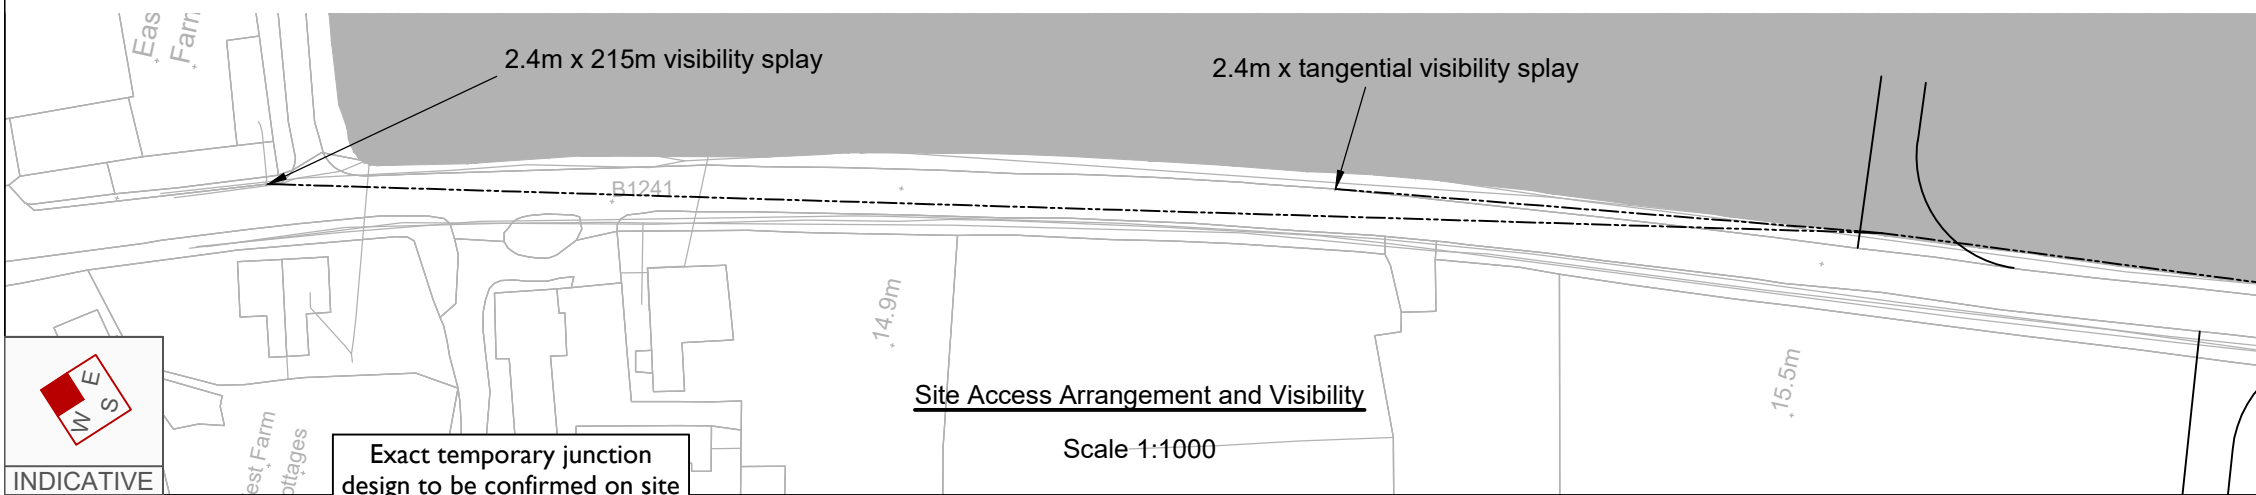 2.4m x 215m visibility splay
2.4m x tangential visibility splay
B1241
14.9m
15.5m
Site Access Arrangement and Visibility
Scale 1:1000
E
S
W
INDICATIVE
Farm
Exact temporary junction
design to be confirmed on site